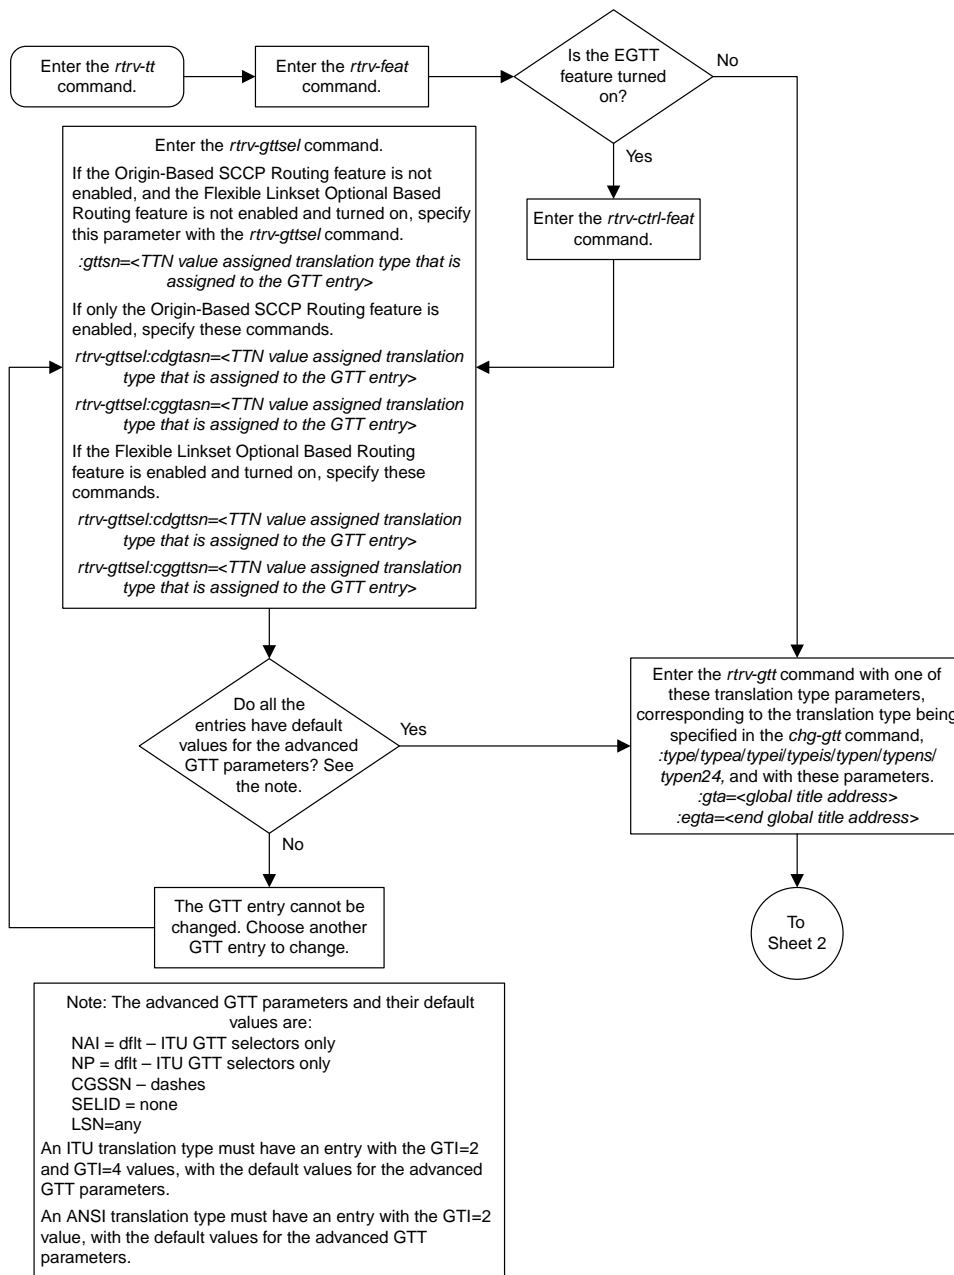 Enter the rtrv-tt
command.
Enter the rtrv-feat
command.
Is the EGTT
feature turned
on?
No
Yes
Enter the rtrv-ctrl-feat
command.
Enter the rtrv-gttsel command.
If the Origin-Based SCCP Routing feature is not
enabled, and the Flexible Linkset Optional Based
Routing feature is not enabled and turned on, specify
this parameter with the rtrv-gttsel command.
:gttsn=<TTN value assigned translation type that is
assigned to the GTT entry>
If only the Origin-Based SCCP Routing feature is
enabled, specify these commands.
rtrv-gttsel:cdgtasn=<TTN value assigned translation
type that is assigned to the GTT entry>
rtrv-gttsel:cggtasn=<TTN value assigned translation
type that is assigned to the GTT entry>
If the Flexible Linkset Optional Based Routing
feature is enabled and turned on, specify these
commands.
rtrv-gttsel:cdgttsn=<TTN value assigned translation
type that is assigned to the GTT entry>
rtrv-gttsel:cggttsn=<TTN value assigned translation
type that is assigned to the GTT entry>
Do all the
entries have default
values for the advanced
GTT parameters? See
the note.
Yes
No
The GTT entry cannot be
changed. Choose another
GTT entry to change.
Enter the rtrv-gtt command with one of
these translation type parameters,
corresponding to the translation type being
specified in the chg-gtt command,
:type/typea/typei/typeis/typen/typens/
typen24, and with these parameters.
:gta=<global title address>
:egta=<end global title address>
To
Sheet 2
Note: The advanced GTT parameters and their default
values are:
NAI = dflt – ITU GTT selectors only
NP = dflt – ITU GTT selectors only
CGSSN – dashes
SELID = none
LSN=any
An ITU translation type must have an entry with the GTI=2
and GTI=4 values, with the default values for the advanced
GTT parameters.
An ANSI translation type must have an entry with the GTI=2
value, with the default values for the advanced GTT
parameters.